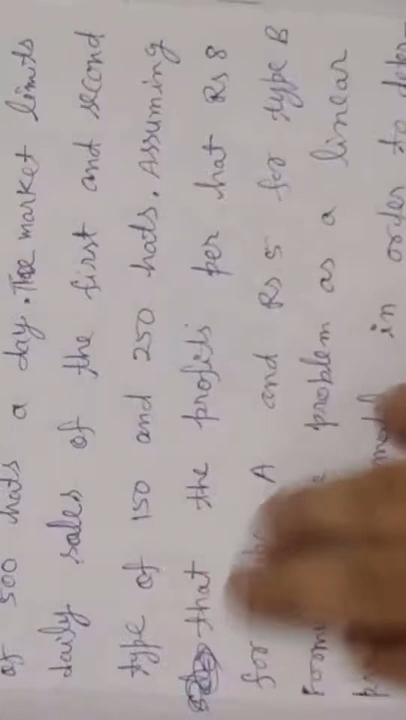 of 500 hats a day. The market limits
daily sales of the first and second
type of 150 and 250 hats. Assuming
that the profits per hat Rs 8
for A and Rs 5 for type B
problem as a linear
in order to